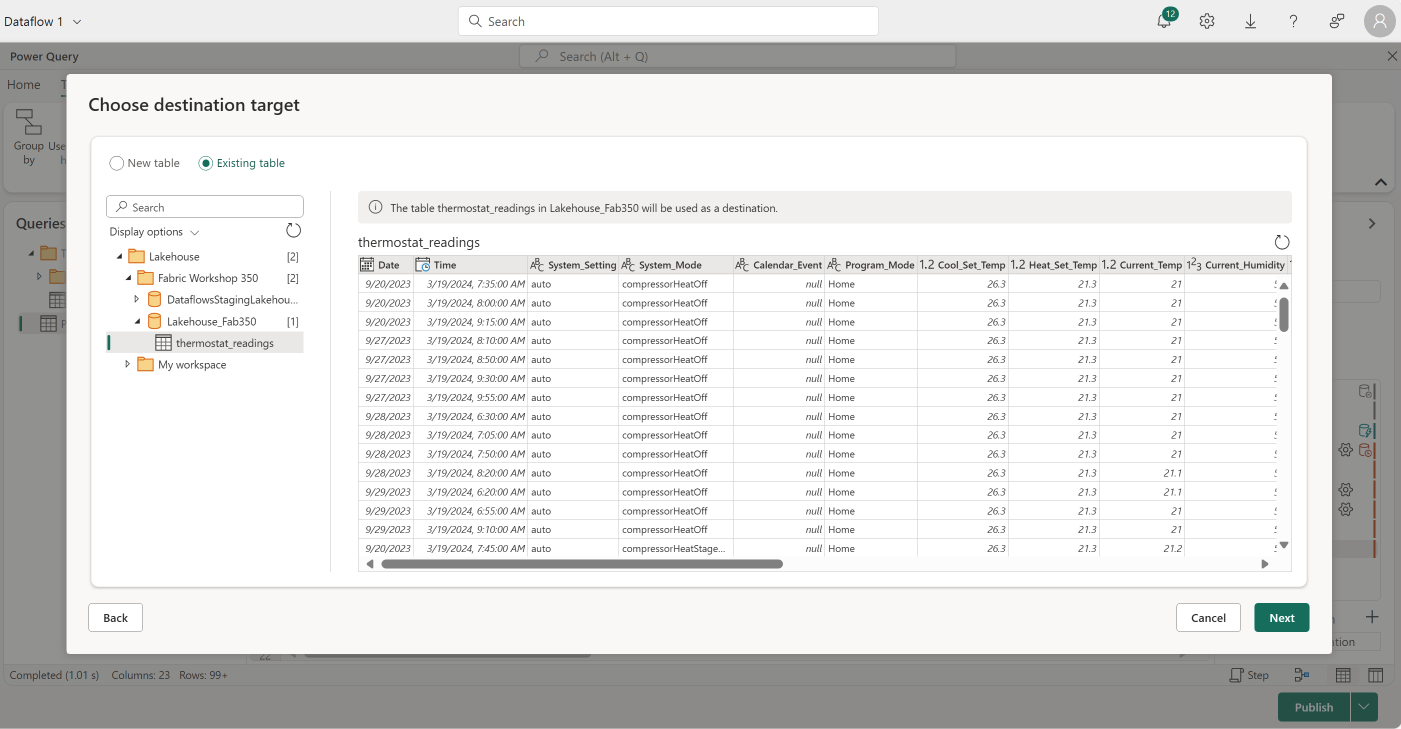 Dataflow 1
Search
12
Power Query
Search (Alt + Q)
Home
Choose destination target
Group by
Use
New table
Existing table
Queries
Search
Display options
Lakehouse [2]
Fabric Workshop 350 [2]
DataflowsStagingLakehou...
Lakehouse_Fab350 [1]
thermostat_readings
My workspace
The table thermostat_readings in Lakehouse_Fab350 will be used as a destination.
thermostat_readings
Date Time ABC System_Setting ABC System_Mode ABC Calendar_Event ABC Program_Mode 1.2 Cool_Set_Temp 1.2 Heat_Set_Temp 1.2 Current_Temp 123 Current_Humidity
9/20/2023 3/19/2024, 7:35:00 AM auto compressorHeatOff null Home 26.3 21.3 21
9/20/2023 3/19/2024, 8:00:00 AM auto compressorHeatOff null Home 26.3 21.3 21
9/20/2023 3/19/2024, 9:15:00 AM auto compressorHeatOff null Home 26.3 21.3 21
9/27/2023 3/19/2024, 8:10:00 AM auto compressorHeatOff null Home 26.3 21.3 21
9/27/2023 3/19/2024, 8:50:00 AM auto compressorHeatOff null Home 26.3 21.3 21
9/27/2023 3/19/2024, 9:30:00 AM auto compressorHeatOff null Home 26.3 21.3 21
9/27/2023 3/19/2024, 9:55:00 AM auto compressorHeatOff null Home 26.3 21.3 21
9/28/2023 3/19/2024, 6:30:00 AM auto compressorHeatOff null Home 26.3 21.3 21
9/28/2023 3/19/2024, 7:05:00 AM auto compressorHeatOff null Home 26.3 21.3 21
9/28/2023 3/19/2024, 7:50:00 AM auto compressorHeatOff null Home 26.3 21.3 21
9/28/2023 3/19/2024, 8:20:00 AM auto compressorHeatOff null Home 26.3 21.3 21.1
9/29/2023 3/19/2024, 6:20:00 AM auto compressorHeatOff null Home 26.3 21.3 21.1
9/29/2023 3/19/2024, 6:55:00 AM auto compressorHeatOff null Home 26.3 21.3 21
9/29/2023 3/19/2024, 9:10:00 AM auto compressorHeatOff null Home 26.3 21.3 21
9/20/2023 3/19/2024, 7:45:00 AM auto compressorHeatStage... null Home 26.3 21.3 21.2
Back
Cancel
Next
22
Completed (1.01 s) Columns: 23 Rows: 99+
Step
Publish